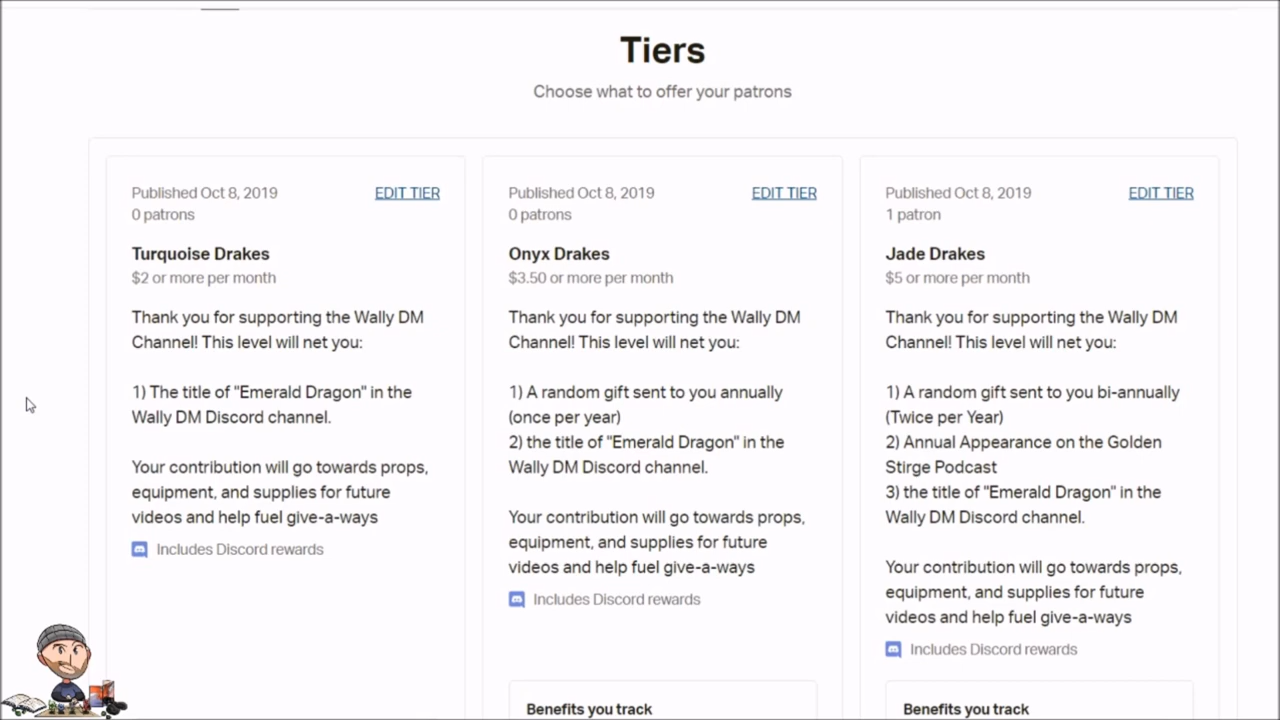 Tiers
Choose what to offer your patrons
Published Oct 8, 2019
EDIT TIER
0 patrons
Turquoise Drakes
$2 or more per month
Thank you for supporting the Wally DM
Channel! This level will net you:
1) The title of "Emerald Dragon" in the
Wally DM Discord channel.
Your contribution will go towards props,
equipment, and supplies for future
videos and help fuel give-a-ways
Includes Discord rewards
Published Oct 8, 2019
EDIT TIER
0 patrons
Onyx Drakes
$3.50 or more per month
Thank you for supporting the Wally DM
Channel! This level will net you:
1) A random gift sent to you annually
(once per year)
2) the title of "Emerald Dragon" in the
Wally DM Discord channel.
Your contribution will go towards props,
equipment, and supplies for future
videos and help fuel give-a-ways
Includes Discord rewards
Benefits you track
Published Oct 8, 2019
EDIT TIER
1 patron
Jade Drakes
$5 or more per month
Thank you for supporting the Wally DM
Channel! This level will net you:
1) A random gift sent to you bi-annually
(Twice per Year)
2) Annual Appearance on the Golden
Stirge Podcast
3) the title of "Emerald Dragon" in the
Wally DM Discord channel.
Your contribution will go towards props,
equipment, and supplies for future
videos and help fuel give-a-ways
Includes Discord rewards
Benefits you track